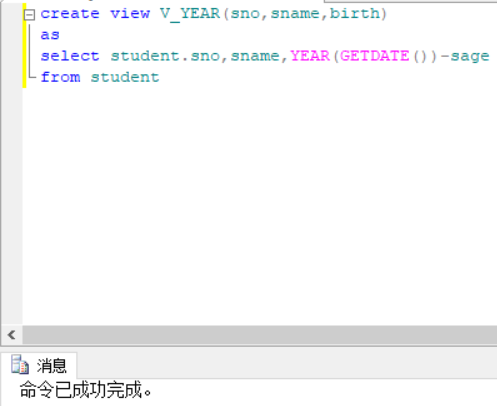 create view V_YEAR(sno,sname,birth)
as
select student.sno,sname,YEAR(GETDATE())-sage
from student
消息
命令已成功完成。